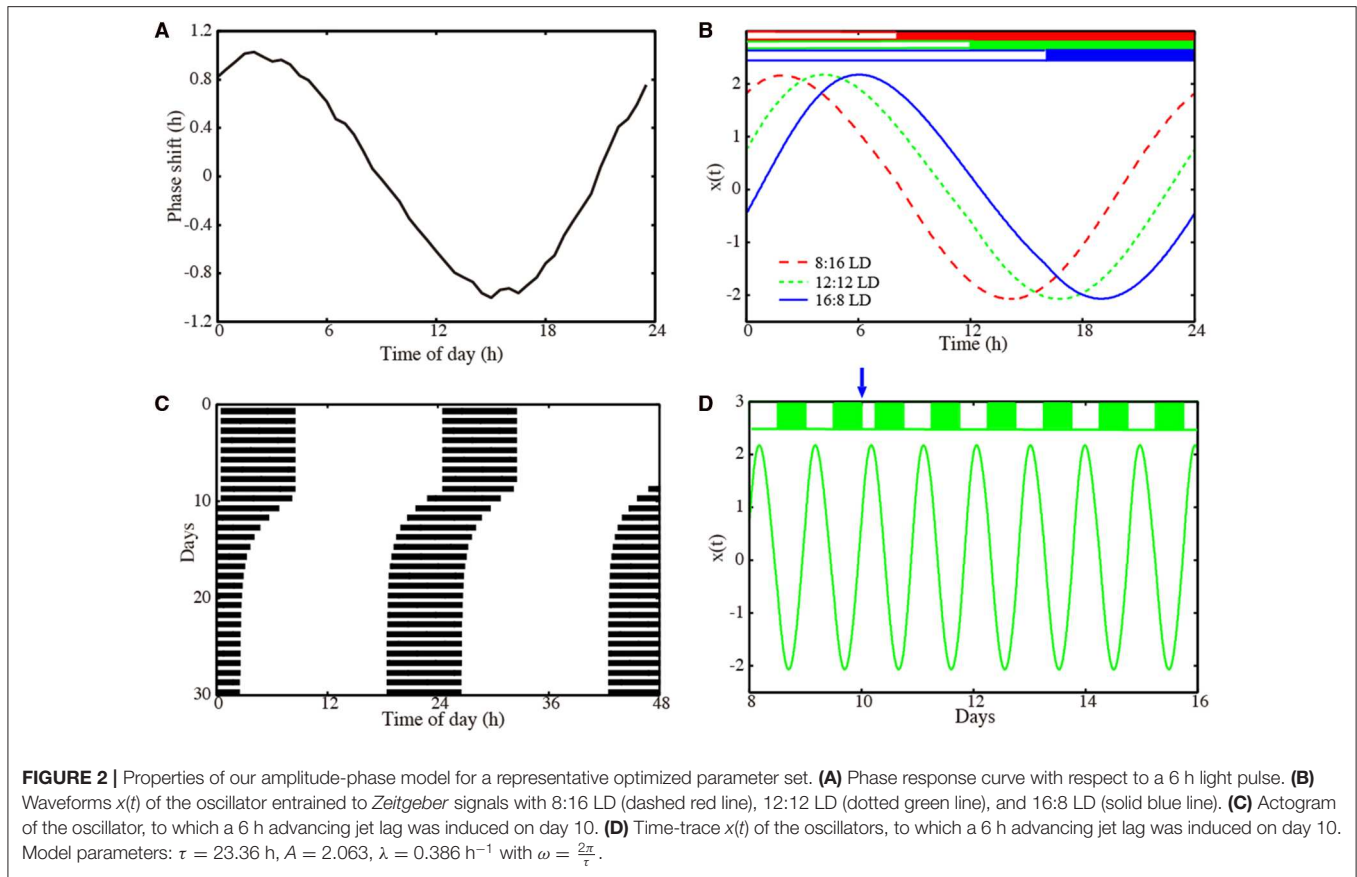 A
1.2
0.8
0.4
0
-0.4
-0.8
-1.2
Phase shift (h)
0 6 12 18 24
Time of day (h)
B
2
1
0
-1
-2
x(t)
8:16 LD
12:12 LD
16:8 LD
0 6 12 18 24
Time (h)
C
0
10
20
30
Days
12 24 36 48
Time of day (h)
D
3
2
1
0
-1
-2
x(t)
8 10 12 14 16
Days
FIGURE 2 | Properties of our amplitude-phase model for a representative optimized parameter set. (A) Phase response curve with respect to a 6 h light pulse. (B)
Waveforms x(t) of the oscillator entrained to Zeitgeber signals with 8:16 LD (dashed red line), 12:12 LD (dotted green line), and 16:8 LD (solid blue line). (C) Actogram
of the oscillator, to which a 6 h advancing jet lag was induced on day 10. (D) Time-trace x(t) of the oscillators, to which a 6 h advancing jet lag was induced on day 10.
Model parameters: τ = 23.36 h, A = 2.063, λ = 0.386 h⁻¹ with ω = 2π/τ.